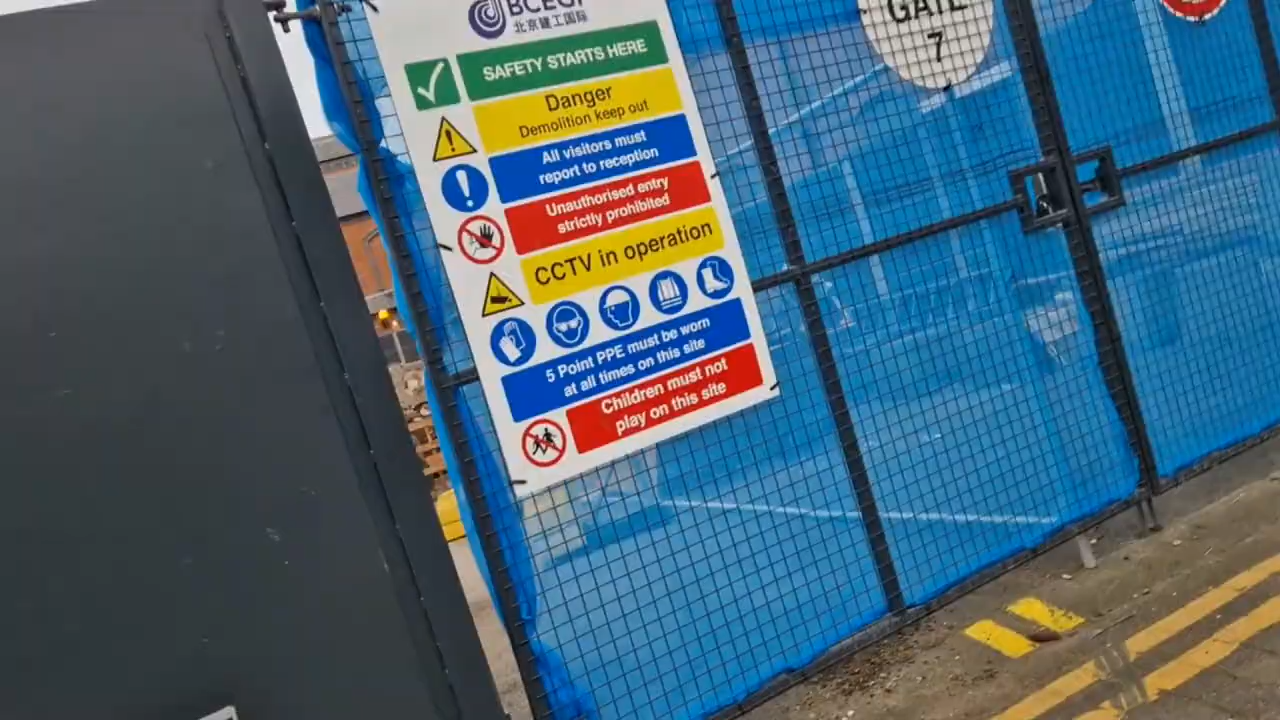 BCEGI
北京建工国际
SAFETY STARTS HERE
Danger
Demolition keep out
All visitors must
report to reception
Unauthorised entry
strictly prohibited
CCTV in operation
5 Point PPE must be worn
at all times on this site
Children must not
play on this site
GATE
7